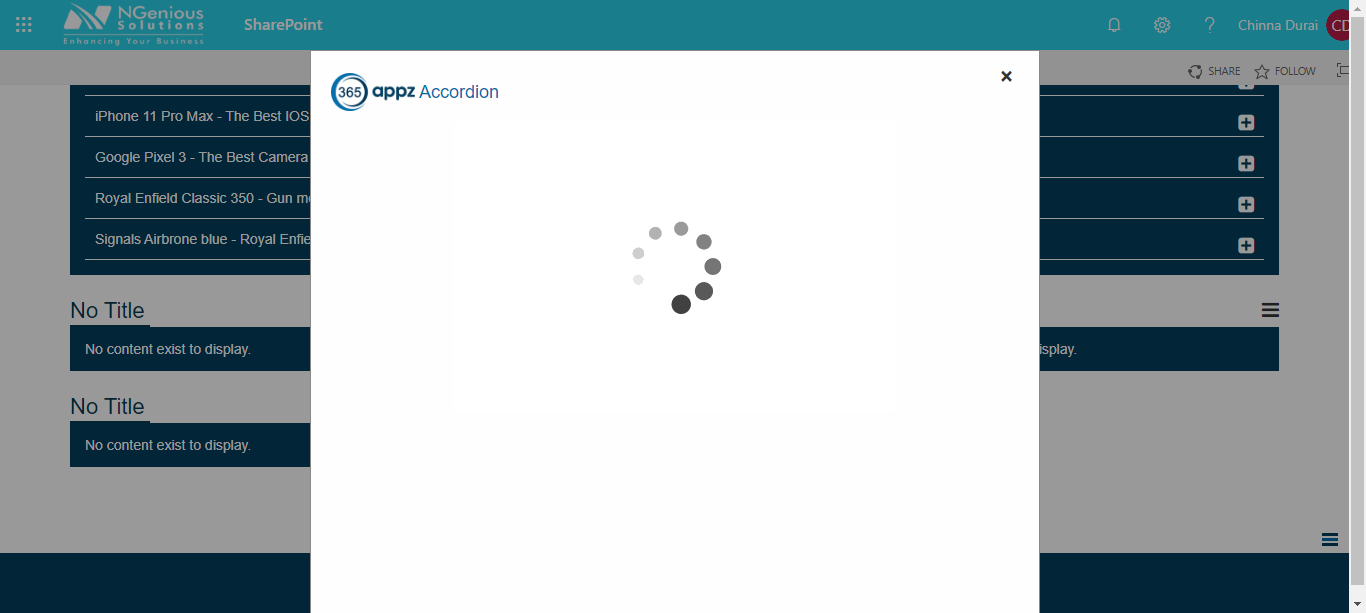 NGenious
Solutions
Enhancing Your Business
SharePoint
Chinna Durai
CD
SHARE
FOLLOW
365 appz Accordion
×
iPhone 11 Pro Max - The Best IOS
Google Pixel 3 - The Best Camera
Royal Enfield Classic 350 - Gun
Signals Airbrone blue - Royal
No Title
No content exist to display.
No Title
No content exist to display.